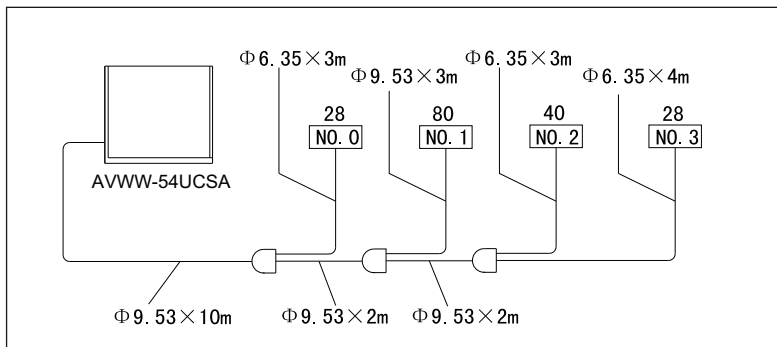 Φ6.35×3m
Φ9.53×3m
Φ6.35×3m
Φ6.35×4m
28
80
40
28
NO.0
NO.1
NO.2
NO.3
AVWW-54UCSA
Φ9.53×10m
Φ9.53×2m
Φ9.53×2m